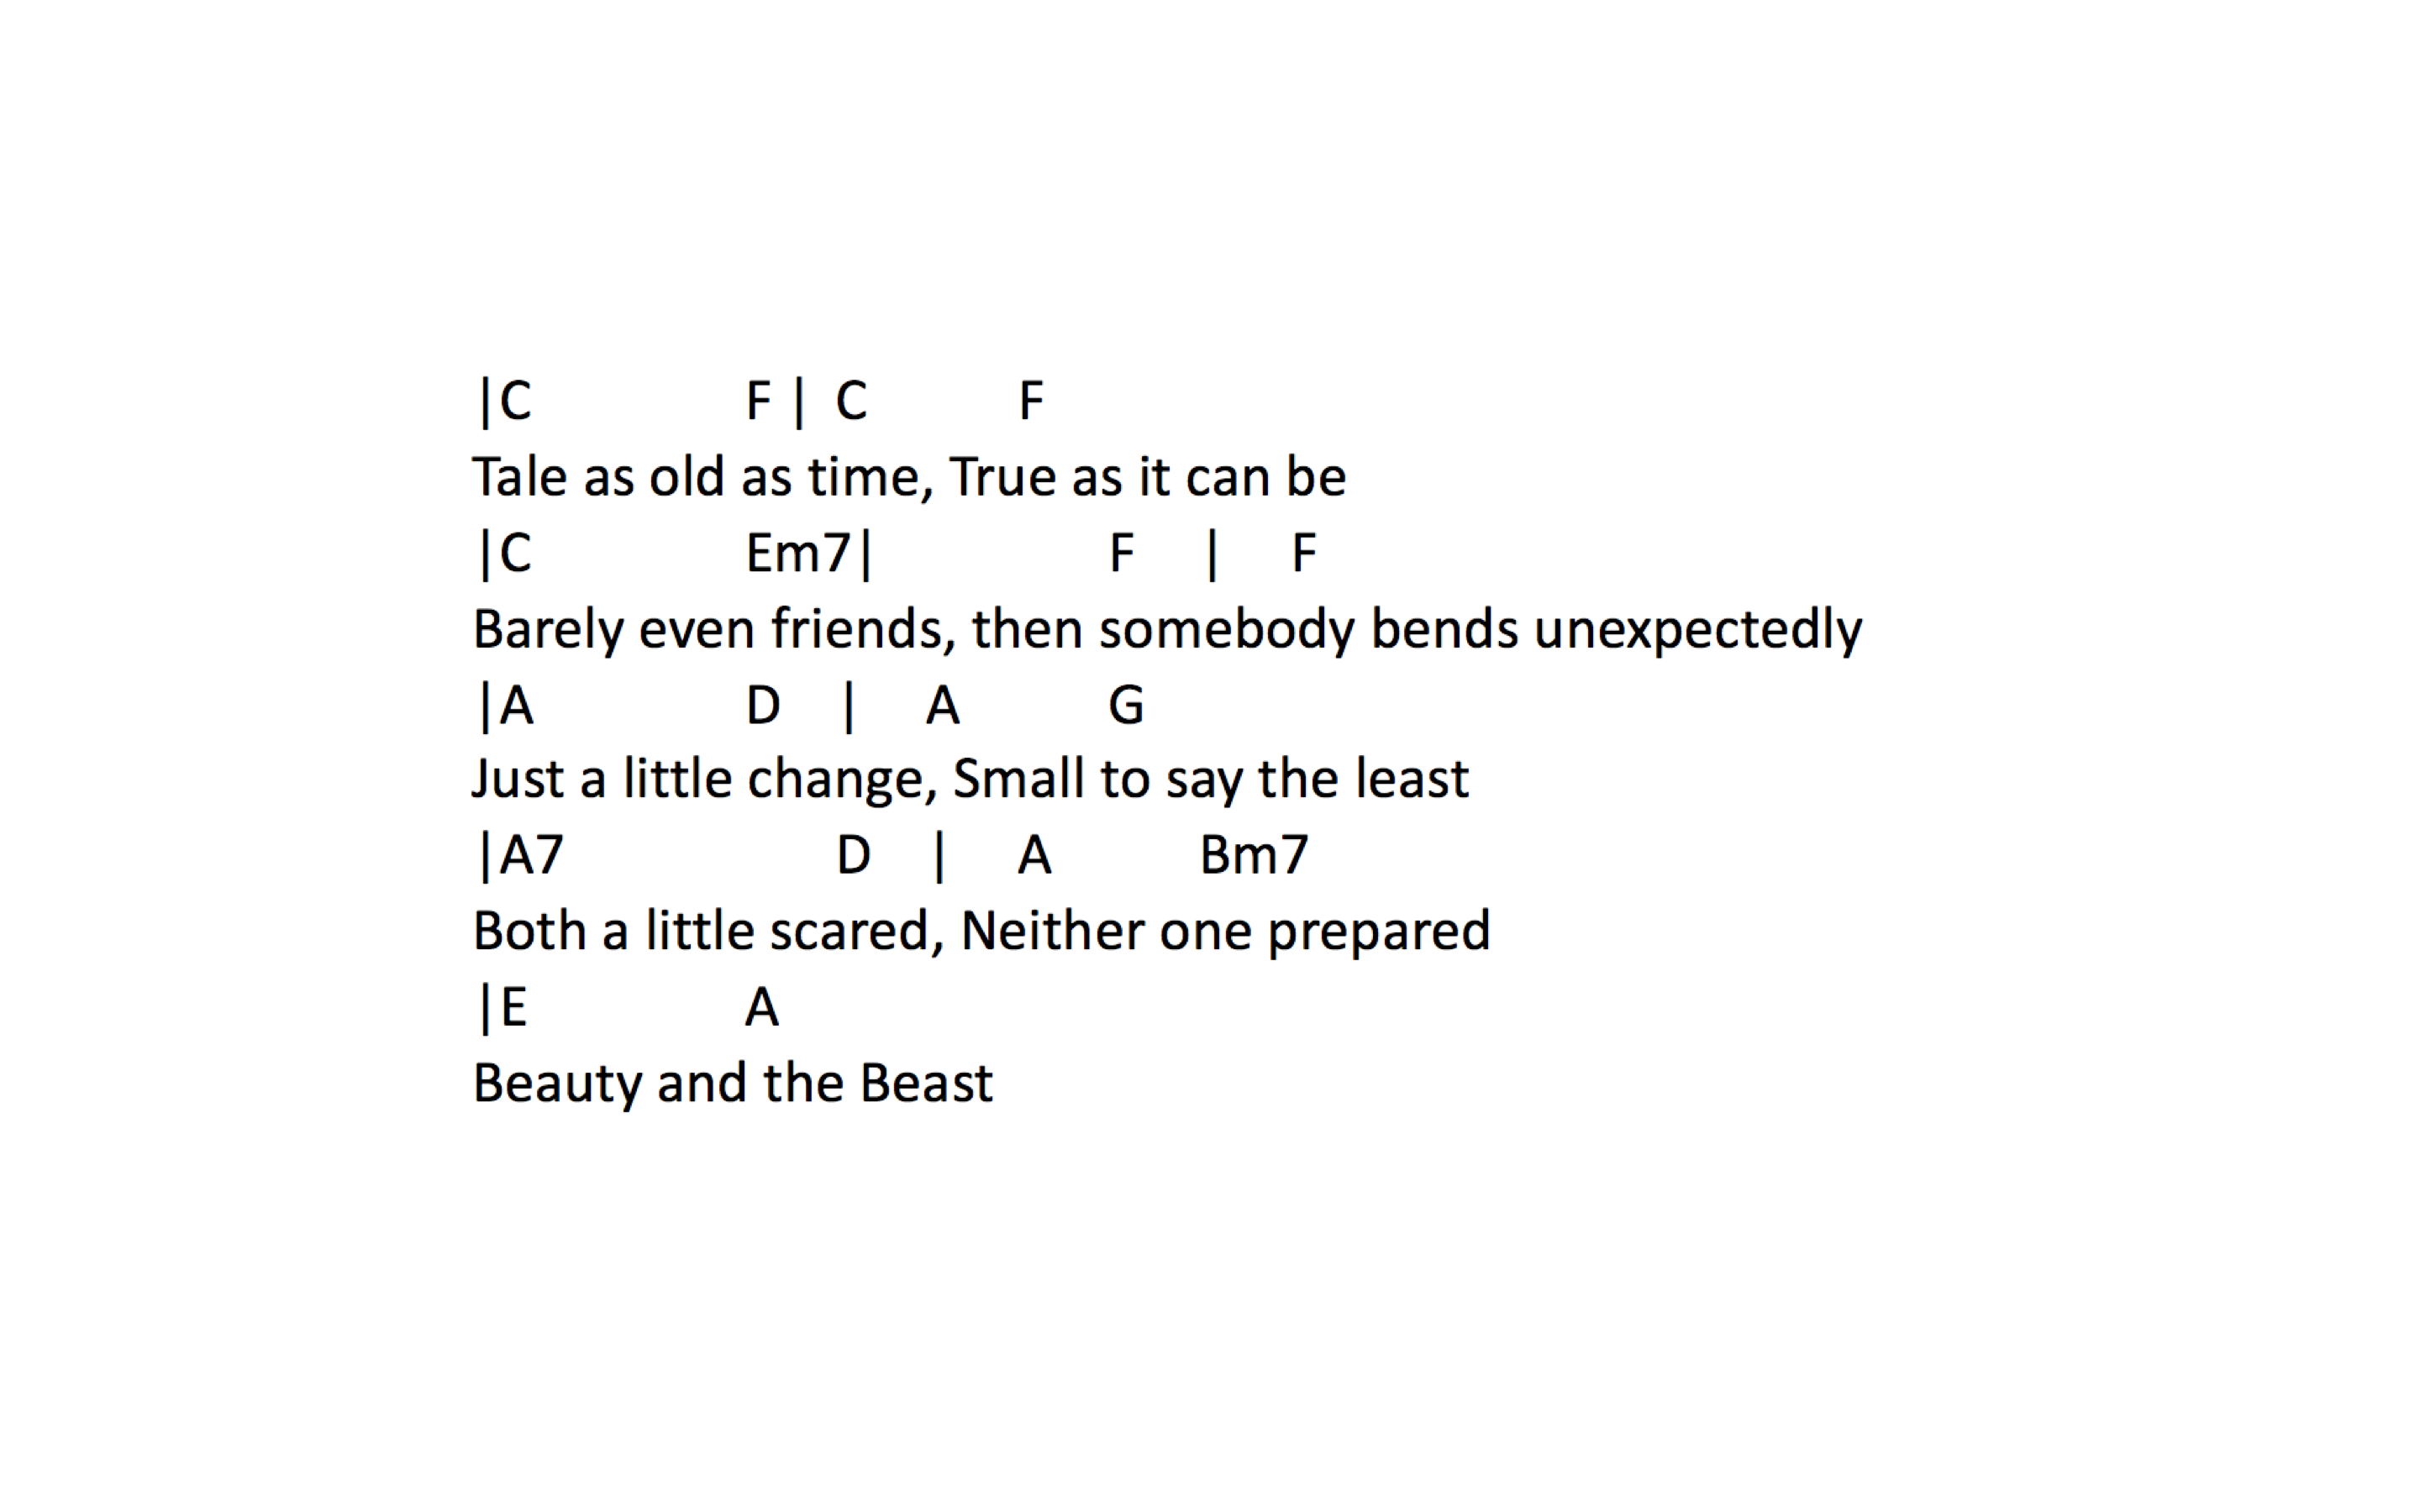 |C F | C F
Tale as old as time, True as it can be
|C Em7| F | F
Barely even friends, then somebody bends unexpectedly
|A D | A G
Just a little change, Small to say the least
|A7 D | A Bm7
Both a little scared, Neither one prepared
|E A
Beauty and the Beast